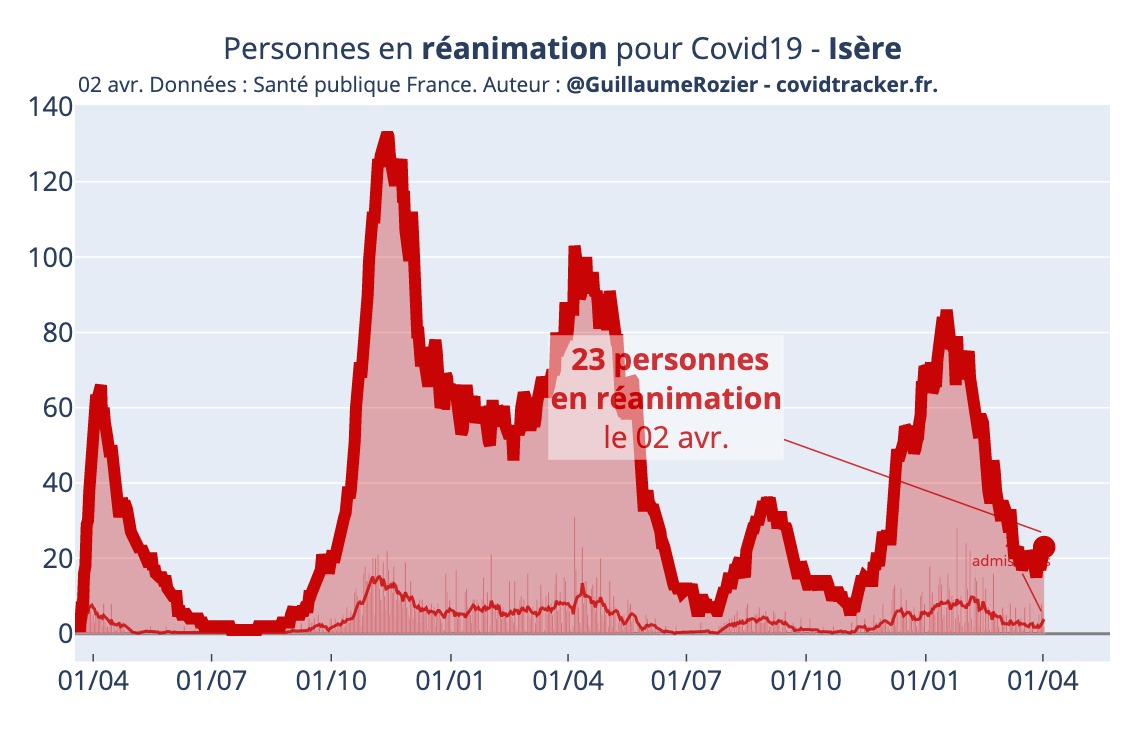 Personnes en réanimation pour Covid19 - Isère
02 avr. Données : Santé publique France. Auteur : @GuillaumeRozier - covidtracker.fr.
140
120
100
80
60
40
20
0
23 personnes
en réanimation
le 02 avr.
01/04 01/07 01/10 01/01 01/04 01/07 01/10 01/01 01/04